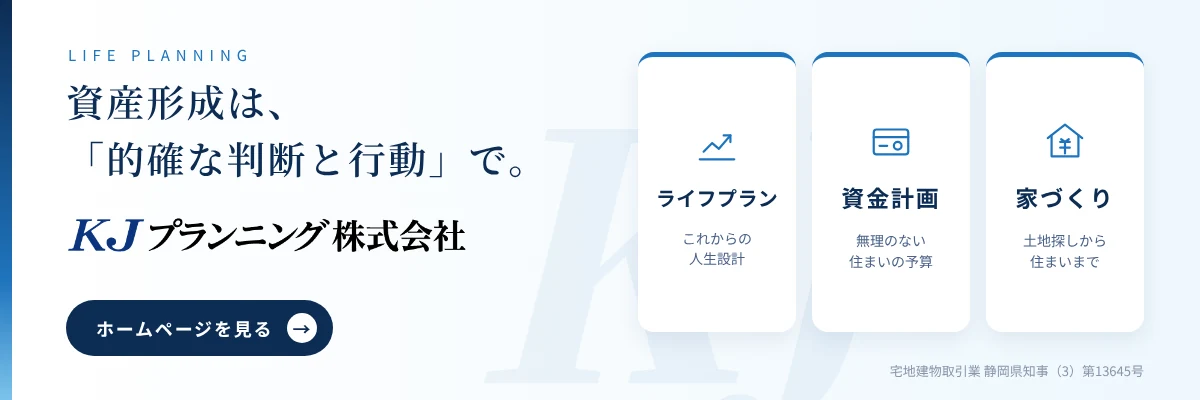 LIFE PLANNING
資産形成は、
「的確な判断と行動」で。
KJプランニング株式会社
ホームページを見る
ライフプラン
これからの
人生設計
資金計画
無理のない
住まいの予算
家づくり
土地探しから
住まいまで
宅地建物取引業 静岡県知事（3）第13645号
KJ